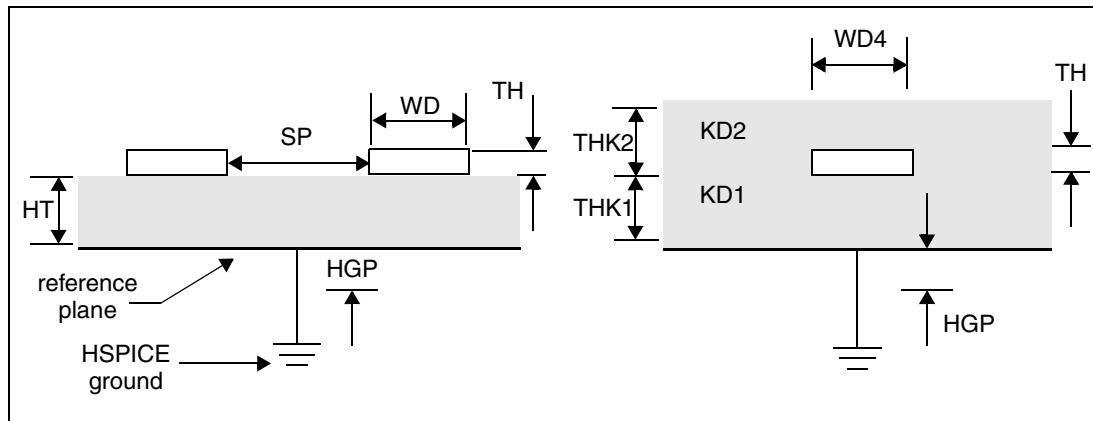 SP
WD
TH
HT
reference
plane
HGP
HSPICE
ground
WD4
TH
THK2
KD2
THK1
KD1
HGP